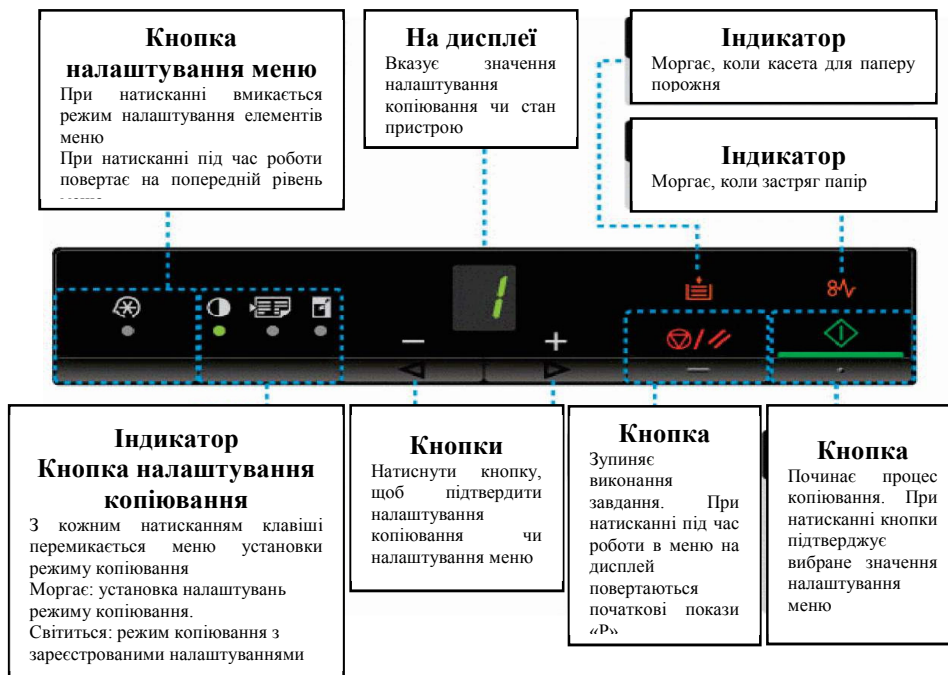 Кнопка
налаштування меню
При натисканні вмикається
режим налаштування елементів
меню
При натисканні під час роботи
повертає на попередній рівень
На дисплеї
Вказує значення
налаштування
копіювання чи стан
пристрою
Індикатор
Моргає, коли касета для паперу
порожня
Індикатор
Моргає, коли застряг папір
1
− +
Індикатор
Кнопка налаштування
копіювання
З кожним натисканням клавіші
перемикається меню установки
режиму копіювання
Моргає: установка налаштувань
режиму копіювання.
Світиться: режим копіювання з
зареєстрованими налаштуваннями
Кнопки
Натиснути кнопку,
щоб підтвердити
налаштування
копіювання чи
налаштування меню
Кнопка
Зупиняє
виконання
завдання. При
натисканні під час
роботи в меню на
дисплей
повертаються
початкові покази
«Р»
Кнопка
Починає процес
копіювання. При
натисканні кнопки
підтверджує
вибране значення
налаштування
меню